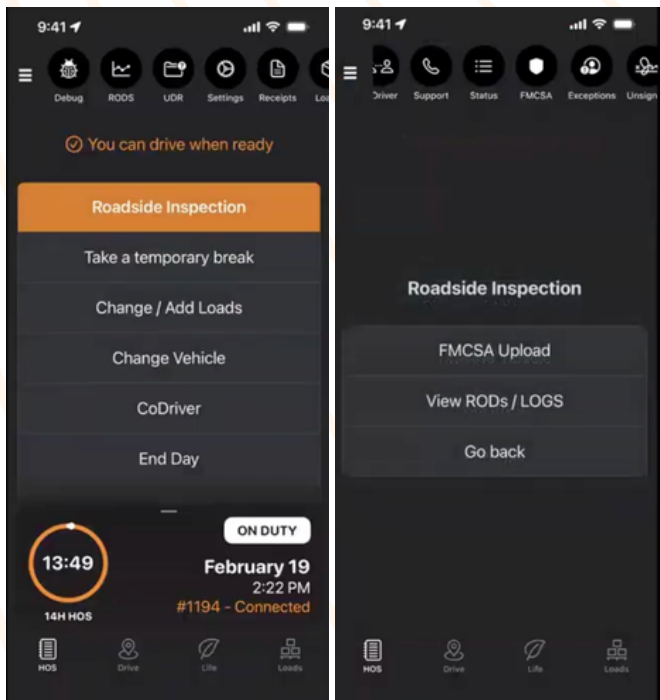 9:41
Debug RODS UDR Settings Receipts
You can drive when ready
Roadside Inspection
Take a temporary break
Change / Add Loads
Change Vehicle
CoDriver
End Day
13:49
14H HOS
ON DUTY
February 19
2:22 PM
#1194 - Connected
HOS Drive Life Loads
9:41
Driver Support Status FMCSA Exceptions Unsign
Roadside Inspection
FMCSA Upload
View RODs / LOGS
Go back
HOS Drive Life Loads